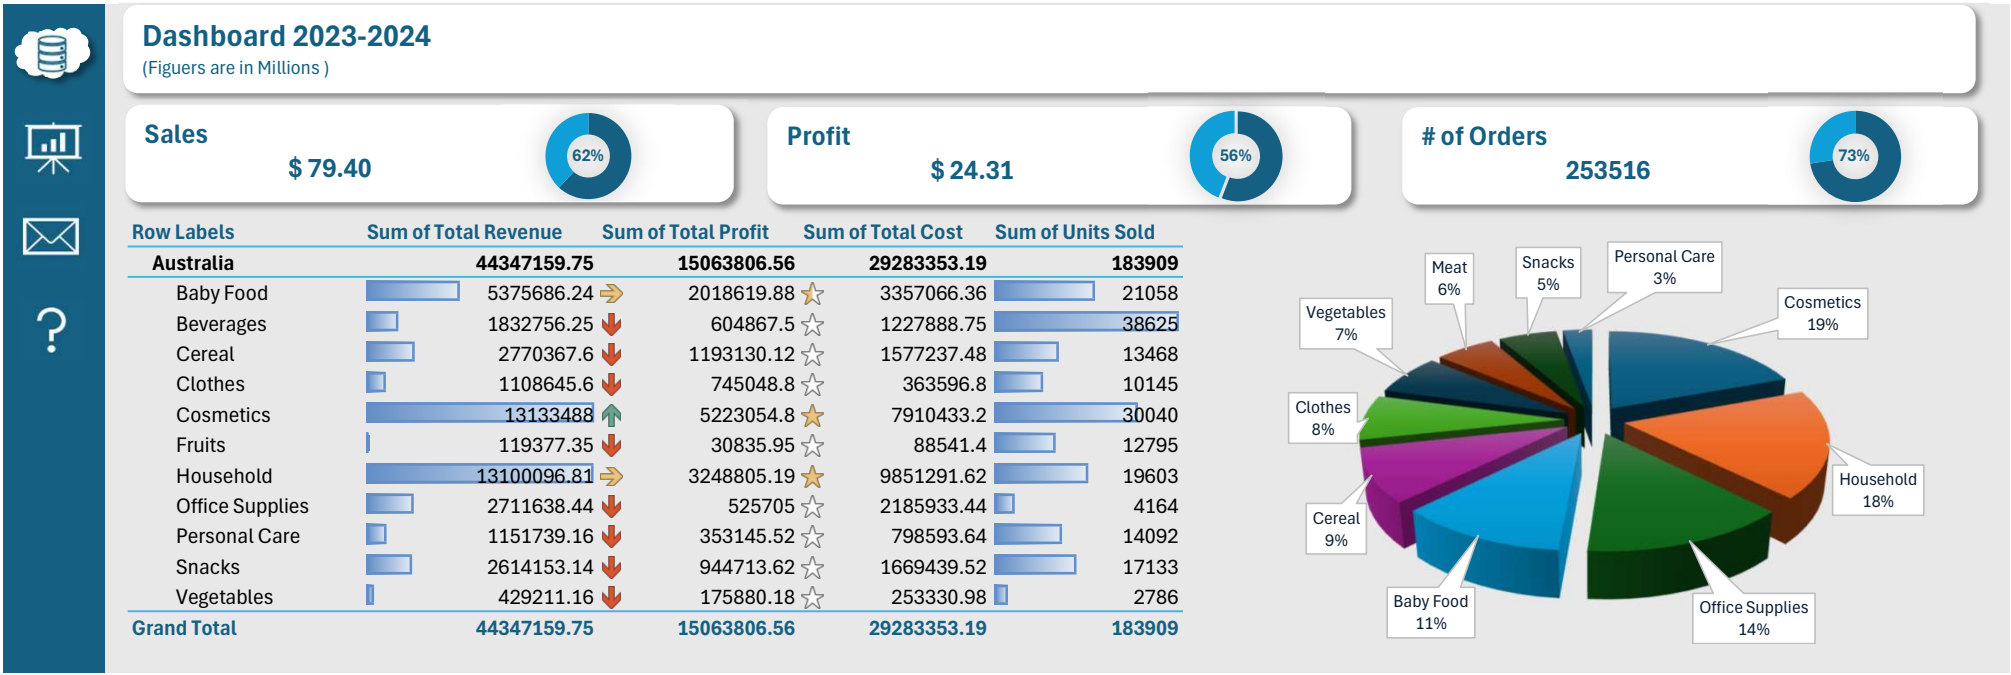 Dashboard 2023-2024
(Figuers are in Millions )
Sales
$ 79.40
62%
Profit
$ 24.31
56%
# of Orders
253516
73%
Row Labels Sum of Total Revenue Sum of Total Profit Sum of Total Cost Sum of Units Sold
Australia 44347159.75 15063806.56 29283353.19 183909
Baby Food 5375686.24 2018619.88 3357066.36 21058
Beverages 1832756.25 604867.5 1227888.75 38625
Cereal 2770367.6 1193130.12 1577237.48 13468
Clothes 1108645.6 745048.8 363596.8 10145
Cosmetics 13133488 5223054.8 7910433.2 30040
Fruits 119377.35 30835.95 88541.4 12795
Household 13100096.81 3248805.19 9851291.62 19603
Office Supplies 2711638.44 525705 2185933.44 4164
Personal Care 1151739.16 353145.52 798593.64 14092
Snacks 2614153.14 944713.62 1669439.52 17133
Vegetables 429211.16 175880.18 253330.98 2786
Grand Total 44347159.75 15063806.56 29283353.19 183909
Personal Care
3%
Snacks
5%
Meat
6%
Cosmetics
19%
Vegetables
7%
Clothes
8%
Household
18%
Cereal
9%
Baby Food
11%
Office Supplies
14%